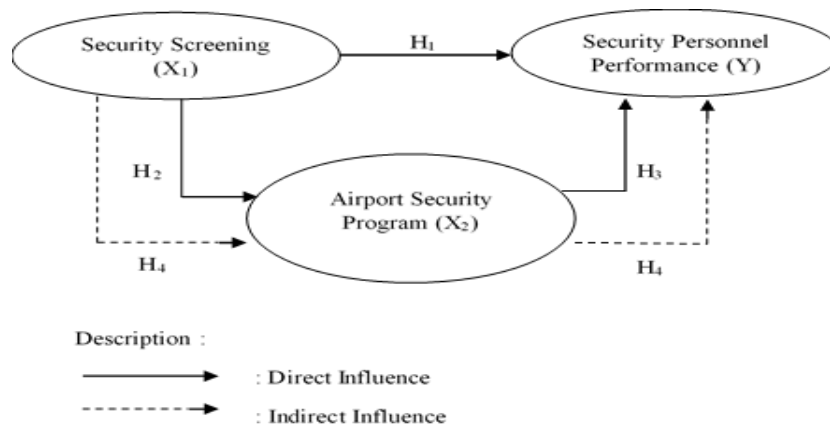 Security Screening
(X₁)
H₁
Security Personnel
Performance (Y)
H₂
Airport Security
Program (X₂)
H₃
H₄
H₄
Description :
: Direct Influence
: Indirect Influence